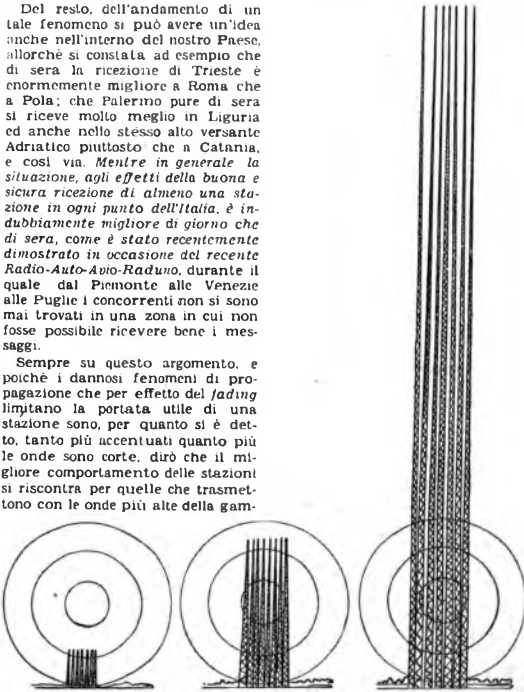 Del resto, dell'andamento di un
tale fenomeno si può avere un'idea
anche nell'interno del nostro Paese,
allorchè si constata ad esempio che
di sera la ricezione di Trieste è
enormemente migliore a Roma che
a Pola; che Palermo pure di sera
si riceve molto meglio in Liguria
ed anche nello stesso alto versante
Adriatico piuttosto che a Catania,
e così via. Mentre in generale la
situazione, agli effetti della buona e
sicura ricezione di almeno una sta-
zione in ogni punto dell'Italia, è in-
dubbiamente migliore di giorno che
di sera, come è stato recentemente
dimostrato in occasione del recente
Radio-Auto-Avio-Raduno, durante il
quale dal Piemonte alle Venezie
alle Puglie i concorrenti non si sono
mai trovati in una zona in cui non
fosse possibile ricevere bene i mes-
saggi.
Sempre su questo argomento, e
poichè i dannosi fenomeni di pro-
pagazione che per effetto del fading
limitano la portata utile di una
stazione sono, per quanto si è det-
to, tanto più accentuati quanto più
le onde sono corte, dirò che il mi-
gliore comportamento delle stazioni
si riscontra per quelle che trasmet-
tono con le onde più alte della gam-